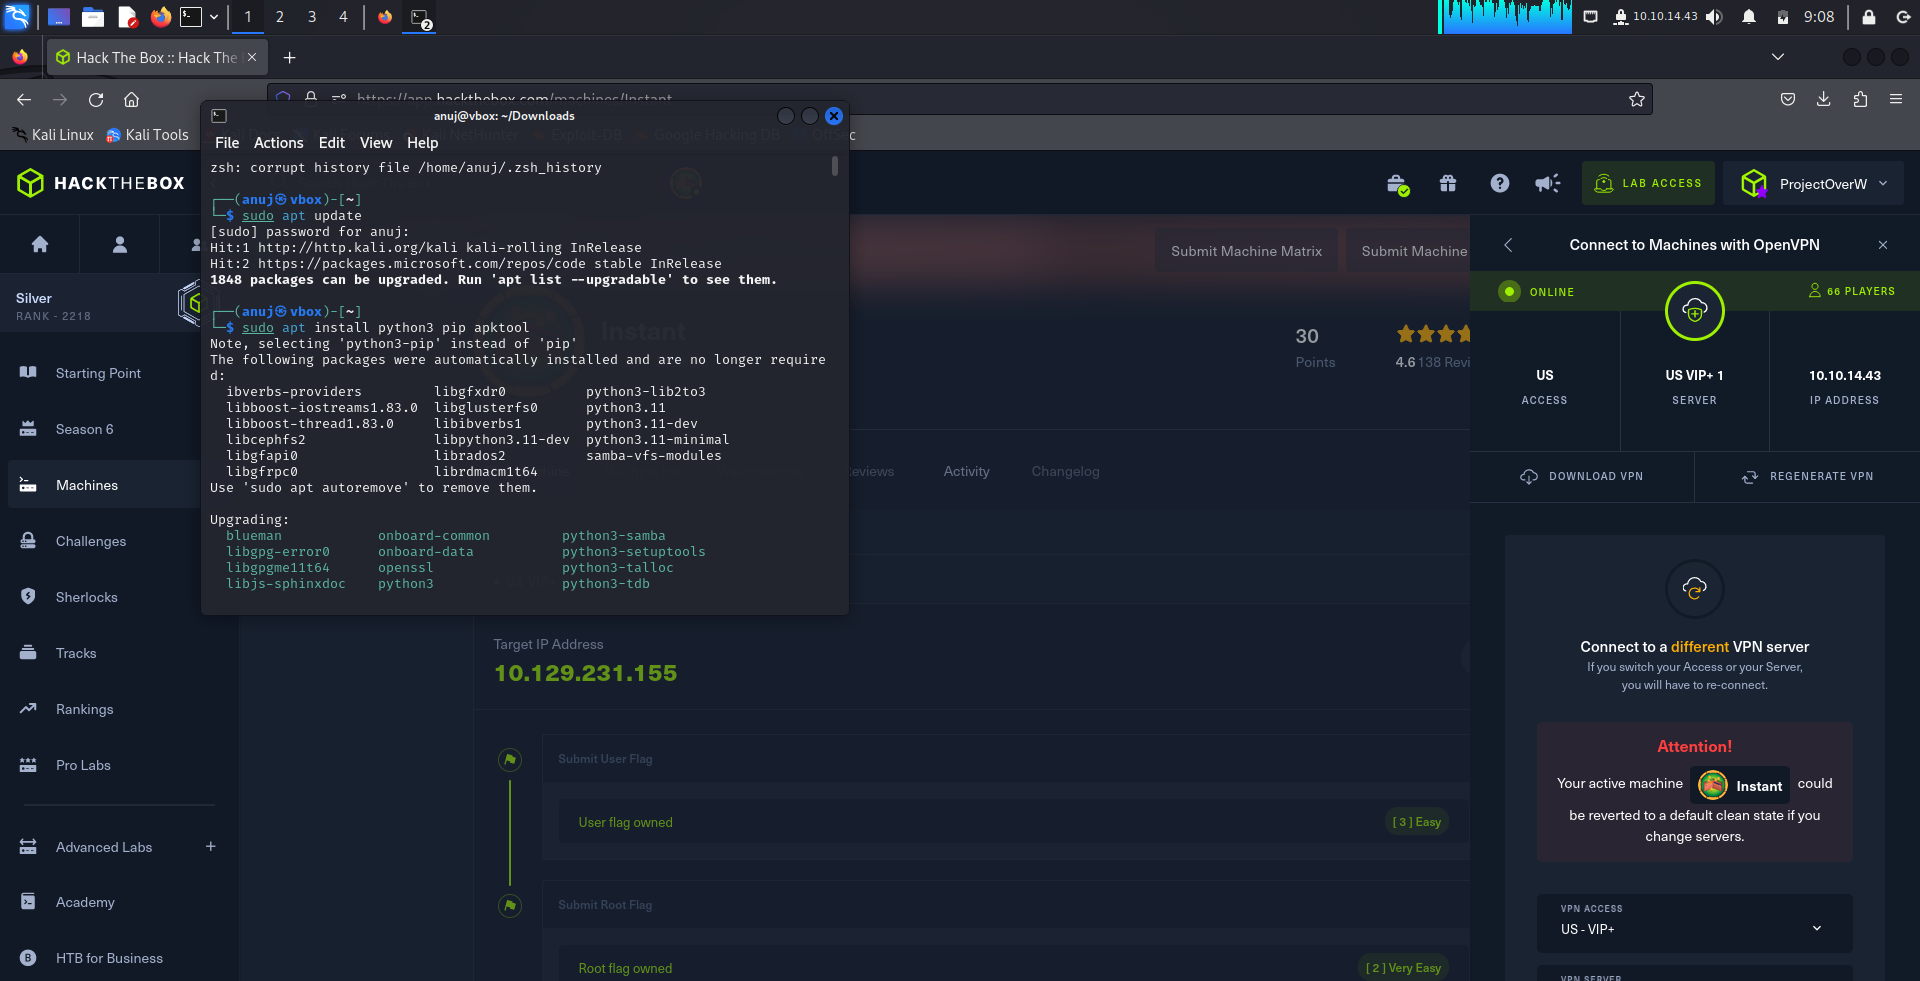 1
2
3
4
2
10.10.14.43
9:08
Hack The Box :: Hack The
https://app.hackthebox.com/machines/Instant
Kali Linux
Kali Tools
Exploit-DB
Google Hacking DB
anuj@vbox: ~/Downloads
File Actions Edit View Help
zsh: corrupt history file /home/anuj/.zsh_history
┌──(anuj㉿vbox)-[~]
└─$ sudo apt update
[sudo] password for anuj:
Hit:1 http://http.kali.org/kali kali-rolling InRelease
Hit:2 https://packages.microsoft.com/repos/code stable InRelease
1848 packages can be upgraded. Run 'apt list --upgradable' to see them.
┌──(anuj㉿vbox)-[~]
└─$ sudo apt install python3 pip apktool
Note, selecting 'python3-pip' instead of 'pip'
The following packages were automatically installed and are no longer require
d:
ibverbs-providers libgfxdr0 python3-lib2to3
libboost-iostreams1.83.0 libglusterfs0 python3.11
libboost-thread1.83.0 libibverbs1 python3.11-dev
libcephfs2 libpython3.11-dev python3.11-minimal
libgfapi0 librados2 samba-vfs-modules
libgfrpc0 librdmacm1t64
Use 'sudo apt autoremove' to remove them.
Upgrading:
blueman onboard-common python3-samba
libgpg-error0 onboard-data python3-setuptools
libgpgme11t64 openssl python3-talloc
libjs-sphinxdoc python3 python3-tdb
HACKTHEBOX
Silver
RANK - 2218
Starting Point
Season 6
Machines
Challenges
Sherlocks
Tracks
Rankings
Pro Labs
Advanced Labs +
Academy
HTB for Business
LAB ACCESS
ProjectOverW
Submit Machine Matrix
Submit Machine
Instant
30
Points
4.6 138 Revi
eviews
Activity
Changelog
Target IP Address
10.129.231.155
Submit User Flag
User flag owned
[ 3 ] Easy
Submit Root Flag
Root flag owned
[ 2 ] Very Easy
Connect to Machines with OpenVPN
ONLINE
66 PLAYERS
US
ACCESS
US VIP+ 1
SERVER
10.10.14.43
IP ADDRESS
DOWNLOAD VPN
REGENERATE VPN
Connect to a different VPN server
If you switch your Access or your Server,
you will have to re-connect.
Attention!
Your active machine Instant could
be reverted to a default clean state if you
change servers.
VPN ACCESS
US - VIP+
VPN SERVER